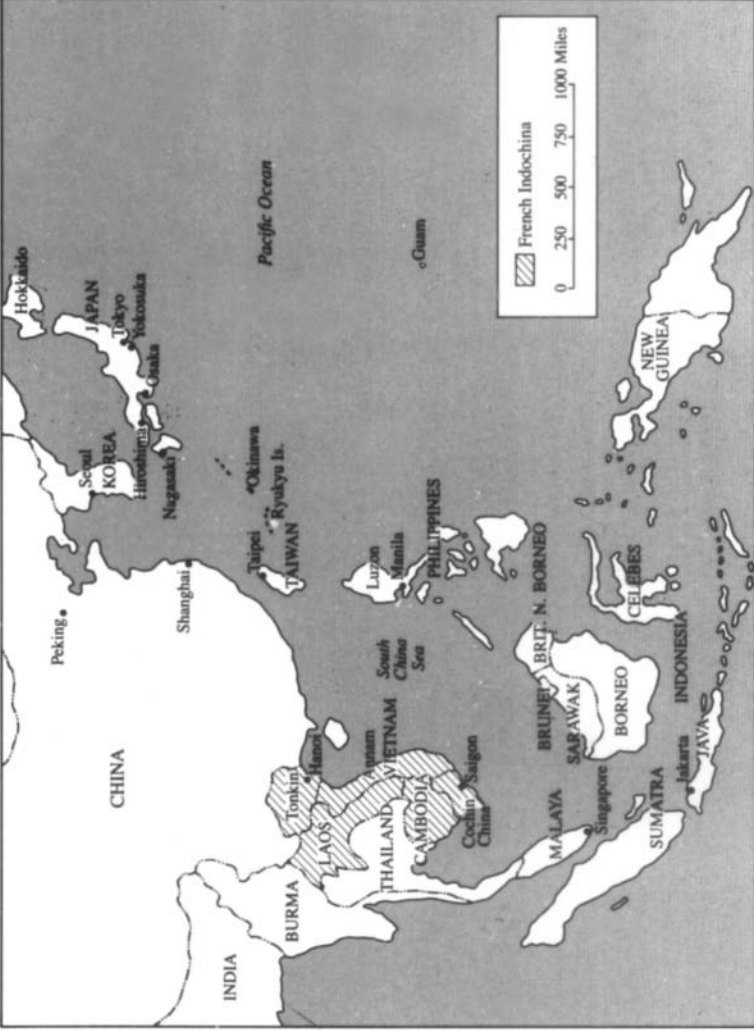 Hokkaido
Peking
Seoul
KOREA
JAPAN
Tokyo
Yokosuka
Osaka
Hiroshima
Nagasaki
CHINA
Shanghai
INDIA
Taipei
TAIWAN
Okinawa
Ryukyu Is.
Pacific Ocean
BURMA
Tonkin
Hanoi
LAOS
Annam
VIETNAM
THAILAND
CAMBODIA
Cochin
China
Saigon
South
China
Sea
Luzon
Manila
PHILIPPINES
Guam
MALAYA
Singapore
BRUNEI
BRIT. N. BORNEO
SARAWAK
BORNEO
CELEBES
NEW
GUINEA
SUMATRA
Jakarta
JAVA
INDONESIA
French Indochina
0 250 500 750 1000 Miles